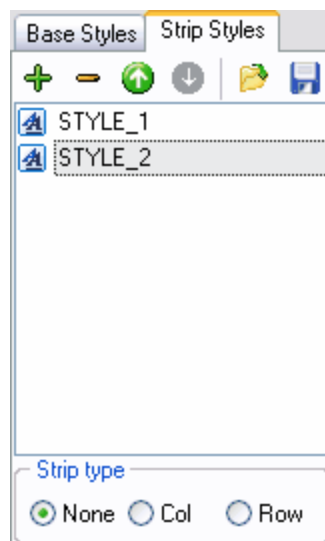 Base Styles Strip Styles
STYLE_1
STYLE_2
Strip type
None Col Row